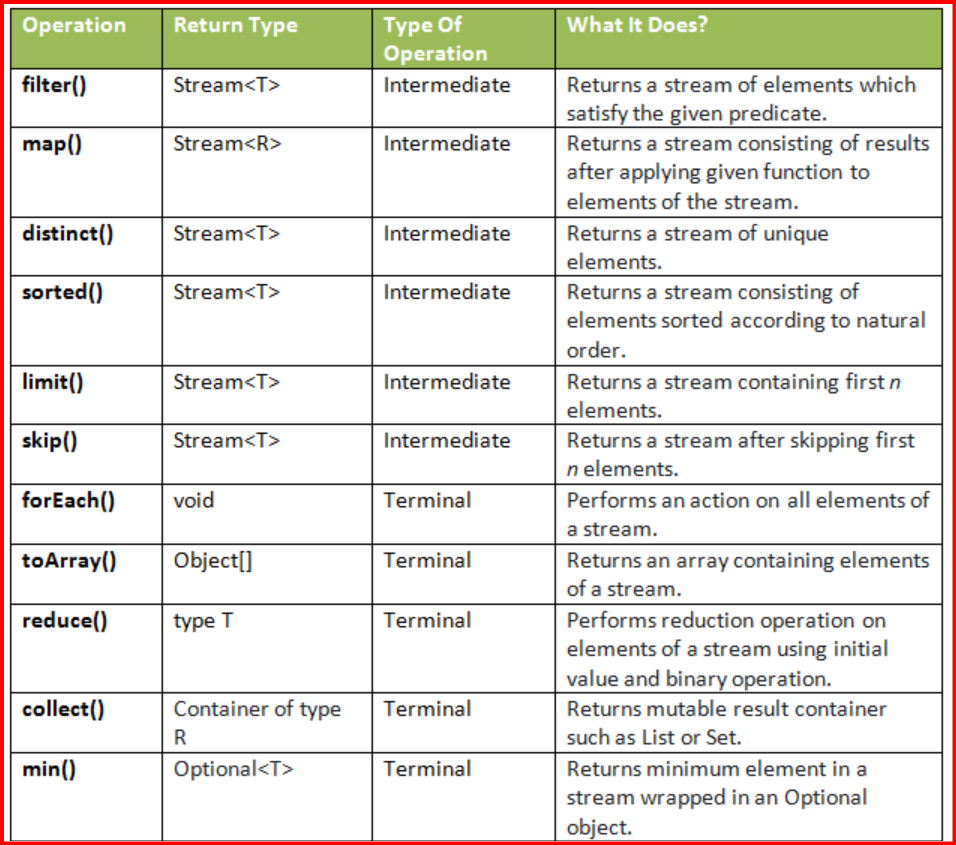 Operation Return Type Type Of What It Does?
Operation
filter() Stream<T> Intermediate Returns a stream of elements which
satisfy the given predicate.
map() Stream<R> Intermediate Returns a stream consisting of results
after applying given function to
elements of the stream.
distinct() Stream<T> Intermediate Returns a stream of unique
elements.
sorted() Stream<T> Intermediate Returns a stream consisting of
elements sorted according to natural
order.
limit() Stream<T> Intermediate Returns a stream containing first n
elements.
skip() Stream<T> Intermediate Returns a stream after skipping first
n elements.
forEach() void Terminal Performs an action on all elements of
a stream.
toArray() Object[] Terminal Returns an array containing elements
of a stream.
reduce() type T Terminal Performs reduction operation on
elements of a stream using initial
value and binary operation.
collect() Container of type Terminal Returns mutable result container
R such as List or Set.
min() Optional<T> Terminal Returns minimum element in a
stream wrapped in an Optional
object.